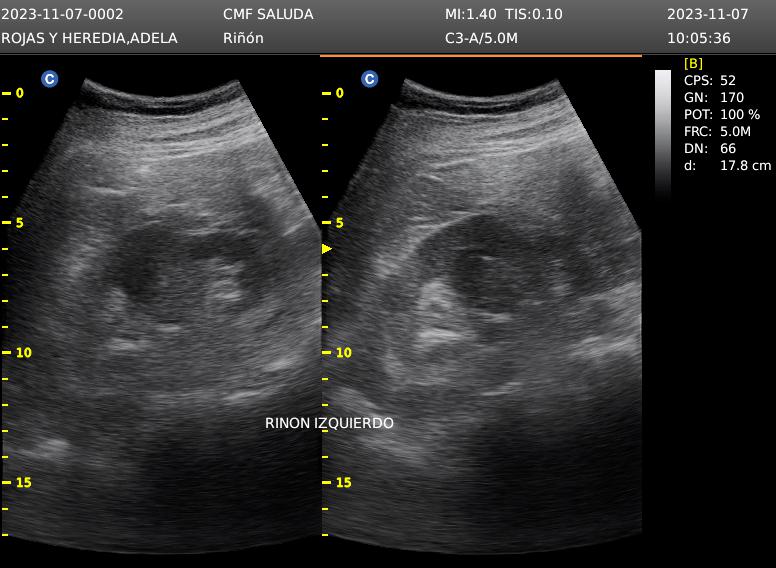 2023-11-07-0002 CMF SALUDA MI:1.40 TIS:0.10 2023-11-07
ROJAS Y HEREDIA,ADELA Riñón C3-A/5.0M 10:05:36
C C
[B]
CPS: 52
GN: 170
POT: 100 %
FRC: 5.0M
DN: 66
d: 17.8 cm
0 0
5 5
10 10
RINON IZQUIERDO
15 15